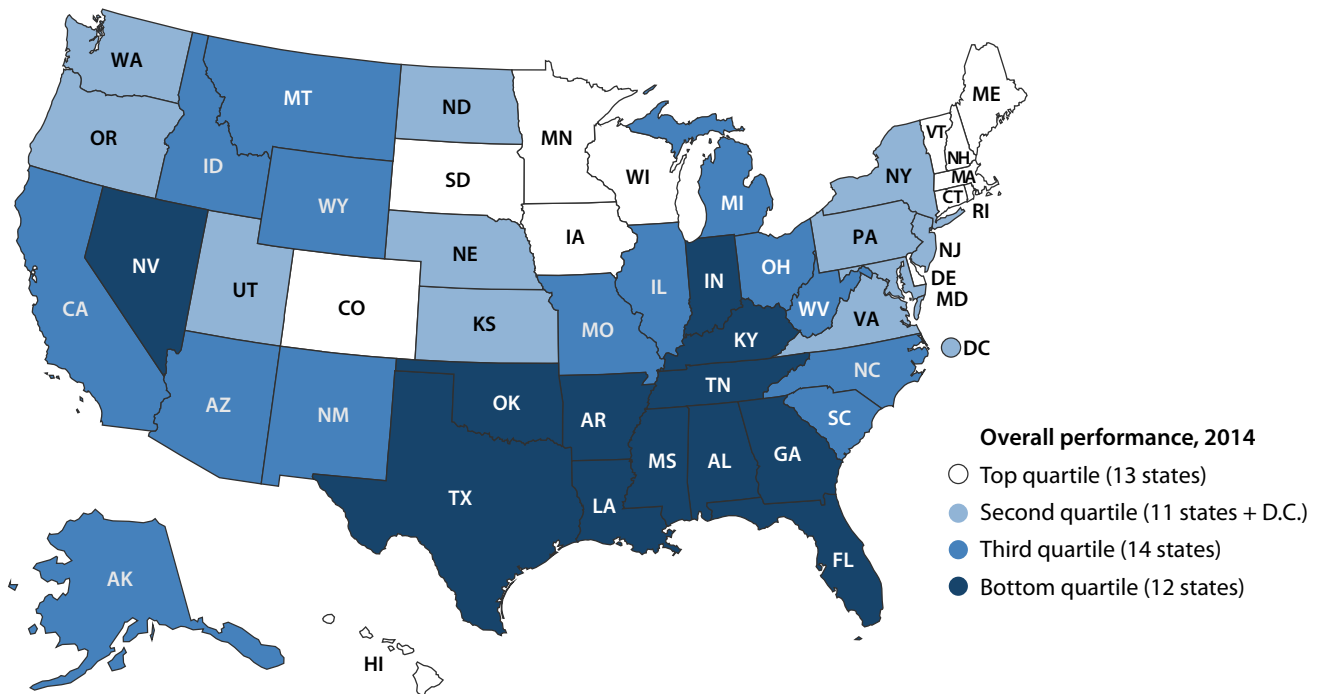 WA
MT
ND
MN
ME
VT
OR
ID
SD
WI
NH
NY
MA
CT
RI
WY
MI
IA
PA
NE
NJ
NV
UT
IL
IN
OH
DE
MD
CA
CO
KS
MO
WV
VA
KY
DC
NC
TN
AZ
NM
OK
AR
SC
MS
AL
GA
TX
LA
FL
AK
HI
Overall performance, 2014
Top quartile (13 states)
Second quartile (11 states + D.C.)
Third quartile (14 states)
Bottom quartile (12 states)